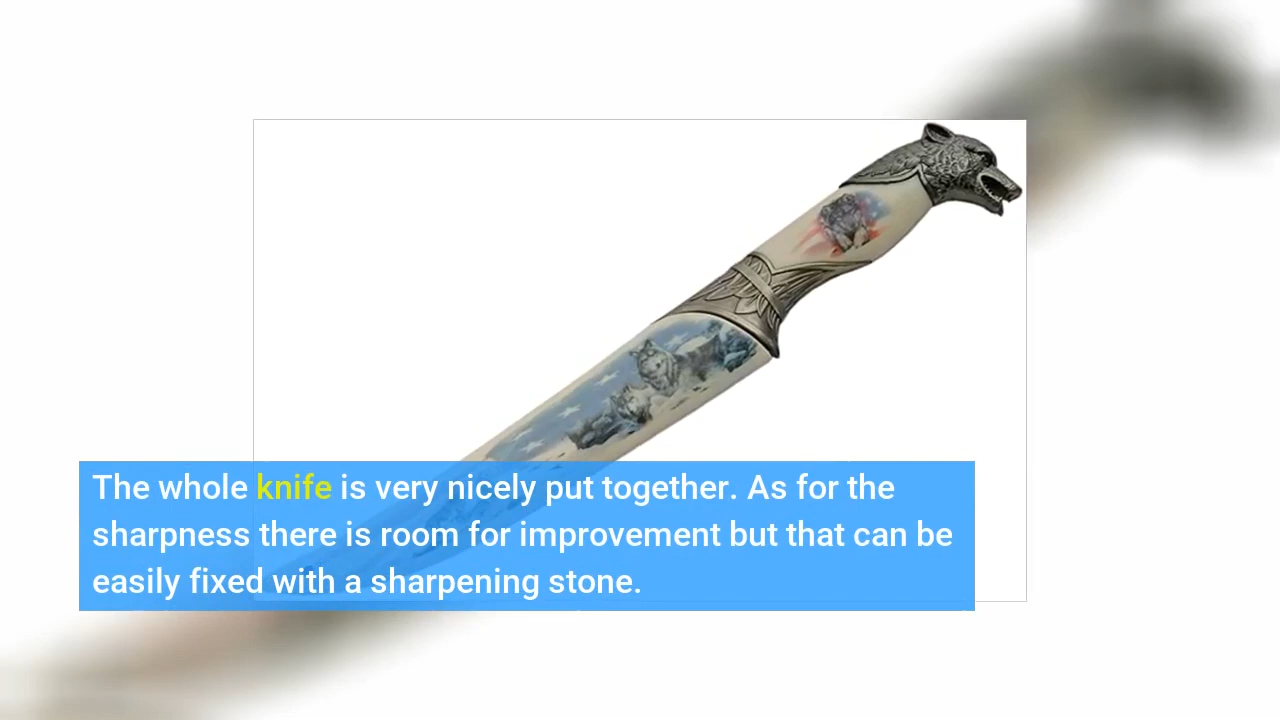 The whole knife is very nicely put together. As for the
sharpness there is room for improvement but that can be
easily fixed with a sharpening stone.